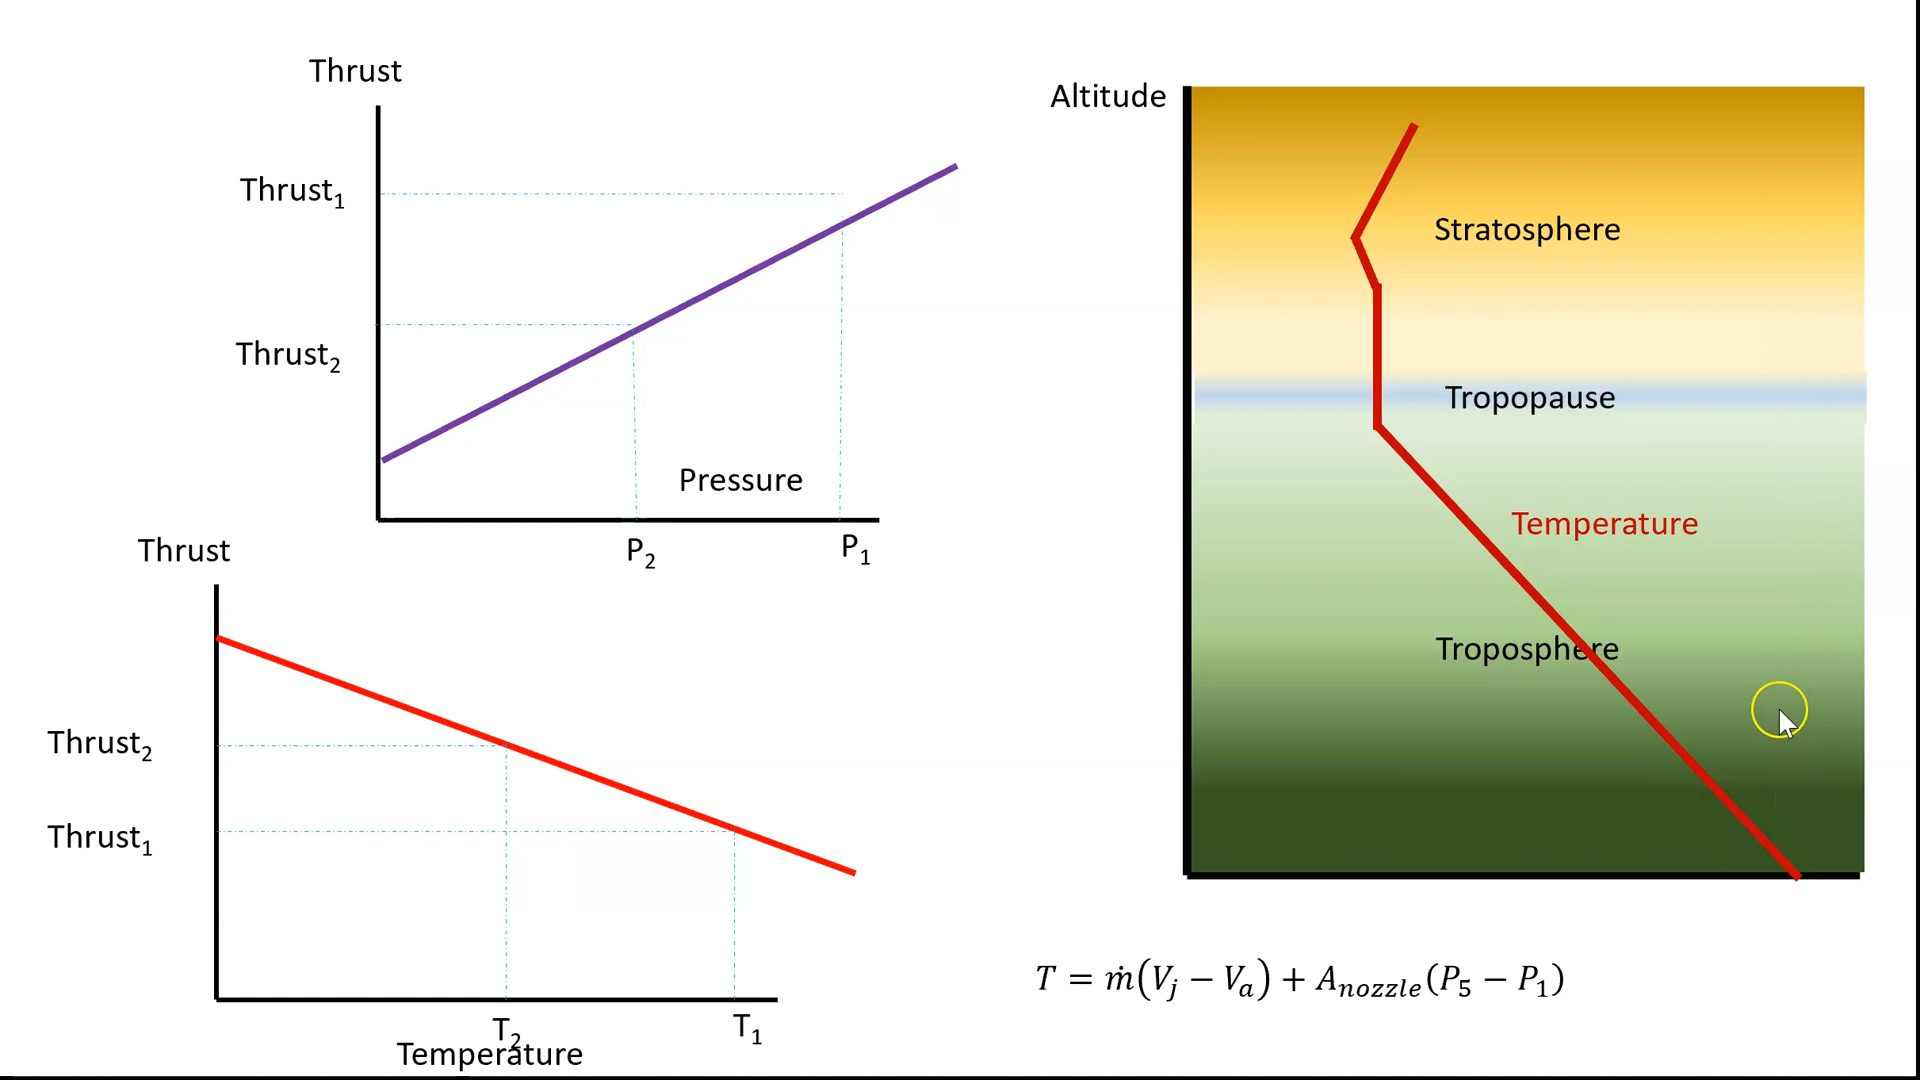 Thrust
Thrust₁
Thrust₂
Pressure
P₂
P₁
Thrust
Thrust₂
Thrust₁
T₂
T₁
Temperature
Altitude
Stratosphere
Tropopause
Temperature
Troposphere
T = ṁ(Vⱼ − Vₐ) + Aₙₒzzₗₑ(P₅ − P₁)